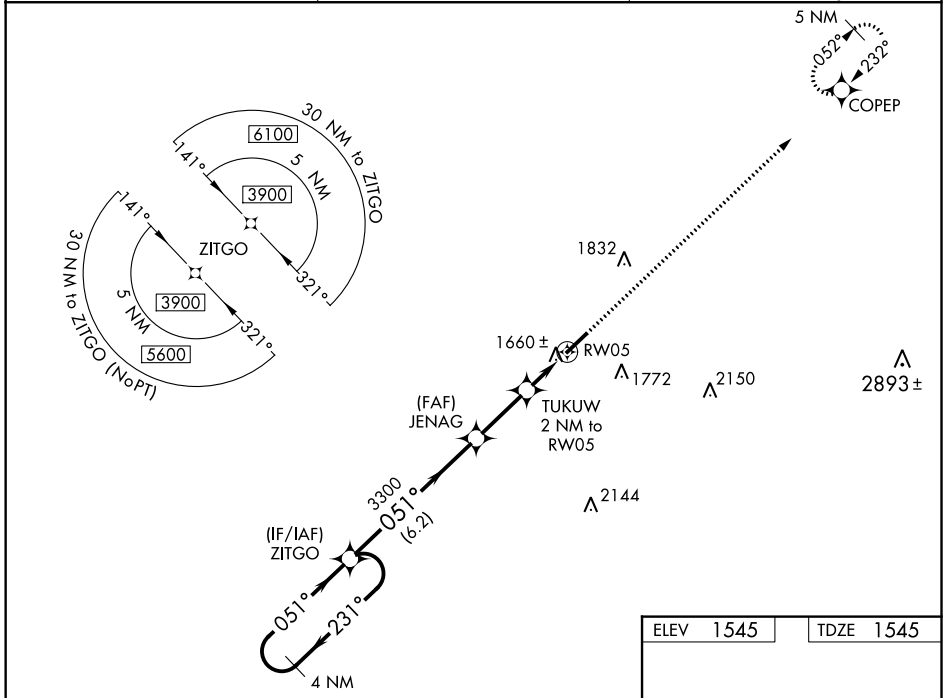 5 NM
052°
232°
COPEP
30 NM to ZITGO
6100
141°
5 NM
3900
321°
ZITGO
141°
30 NM to ZITGO (NoPT)
5 NM
3900
321°
5600
1832
1660 ±
RW05
1772
2150
2893 ±
(FAF)
JENAG
TUKUW
2 NM to
RW05
2144
3300
051°
(6.2)
(IF/IAF)
ZITGO
051°
231°
4 NM
ELEV 1545
TDZE 1545